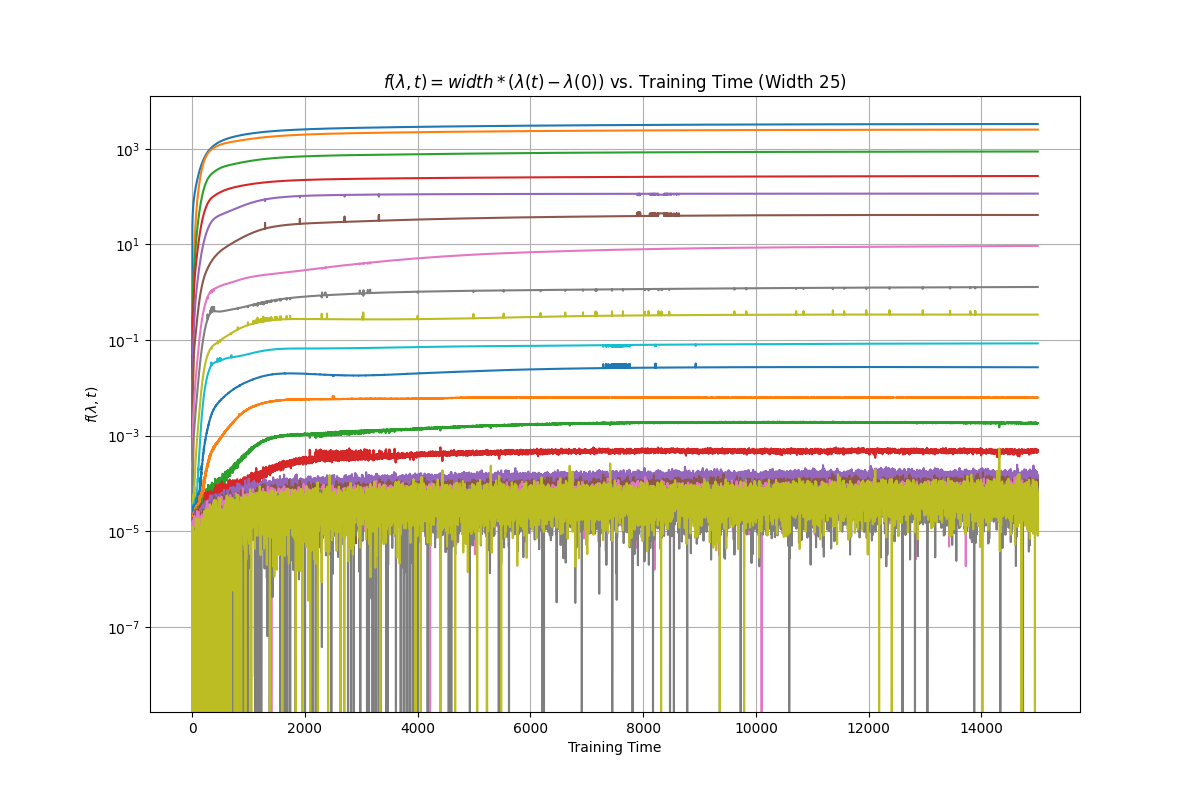 f(λ, t) = width * (λ(t) − λ(0)) vs. Training Time (Width 25)
f(λ, t)
10³
10¹
10⁻¹
10⁻³
10⁻⁵
10⁻⁷
0 2000 4000 6000 8000 10000 12000 14000
Training Time